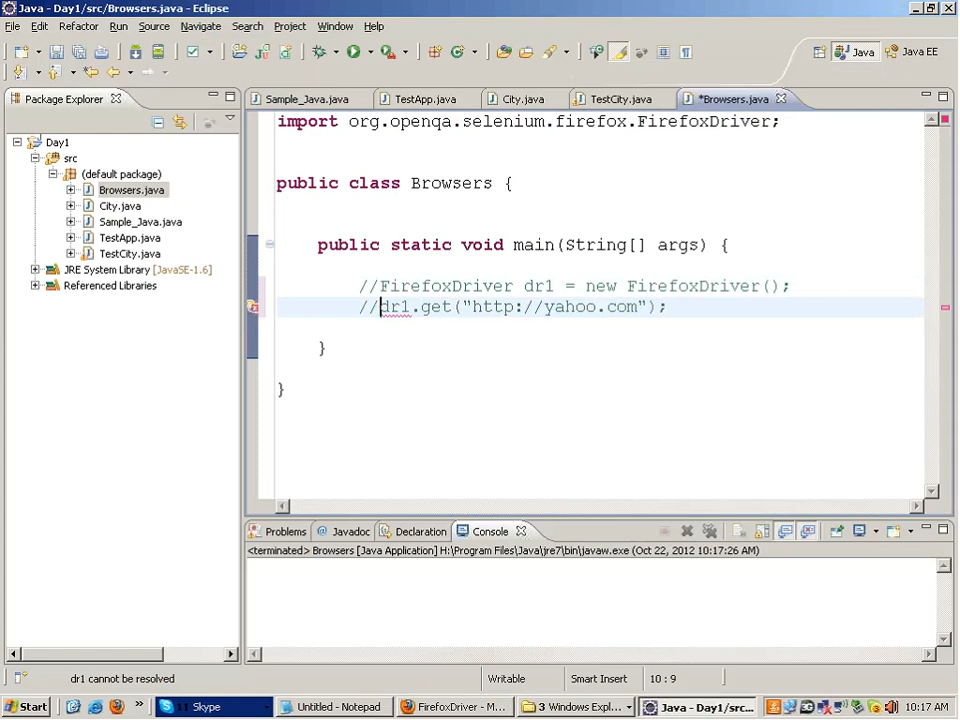 Java - Day1/src/Browsers.java - Eclipse
File Edit Refactor Run Source Navigate Search Project Window Help
Java Java EE
Package Explorer
Sample_Java.java TestApp.java City.java TestCity.java *Browsers.java
Day1
src
(default package)
Browsers.java
City.java
Sample_Java.java
TestApp.java
TestCity.java
JRE System Library [JavaSE-1.6]
Referenced Libraries
import org.openqa.selenium.firefox.FirefoxDriver;
public class Browsers {
public static void main(String[] args) {
//FirefoxDriver dr1 = new FirefoxDriver();
//dr1.get("http://yahoo.com");
}
}
Problems Javadoc Declaration Console
<terminated> Browsers [Java Application] H:\Program Files\Java\jre7\bin\javaw.exe (Oct 22, 2012 10:17:26 AM)
dr1 cannot be resolved Writable Smart Insert 10 : 9
Start » 11 Skype Untitled - Notepad FirefoxDriver - M... 3 Windows Expl... Java - Day1/src... 10:17 AM